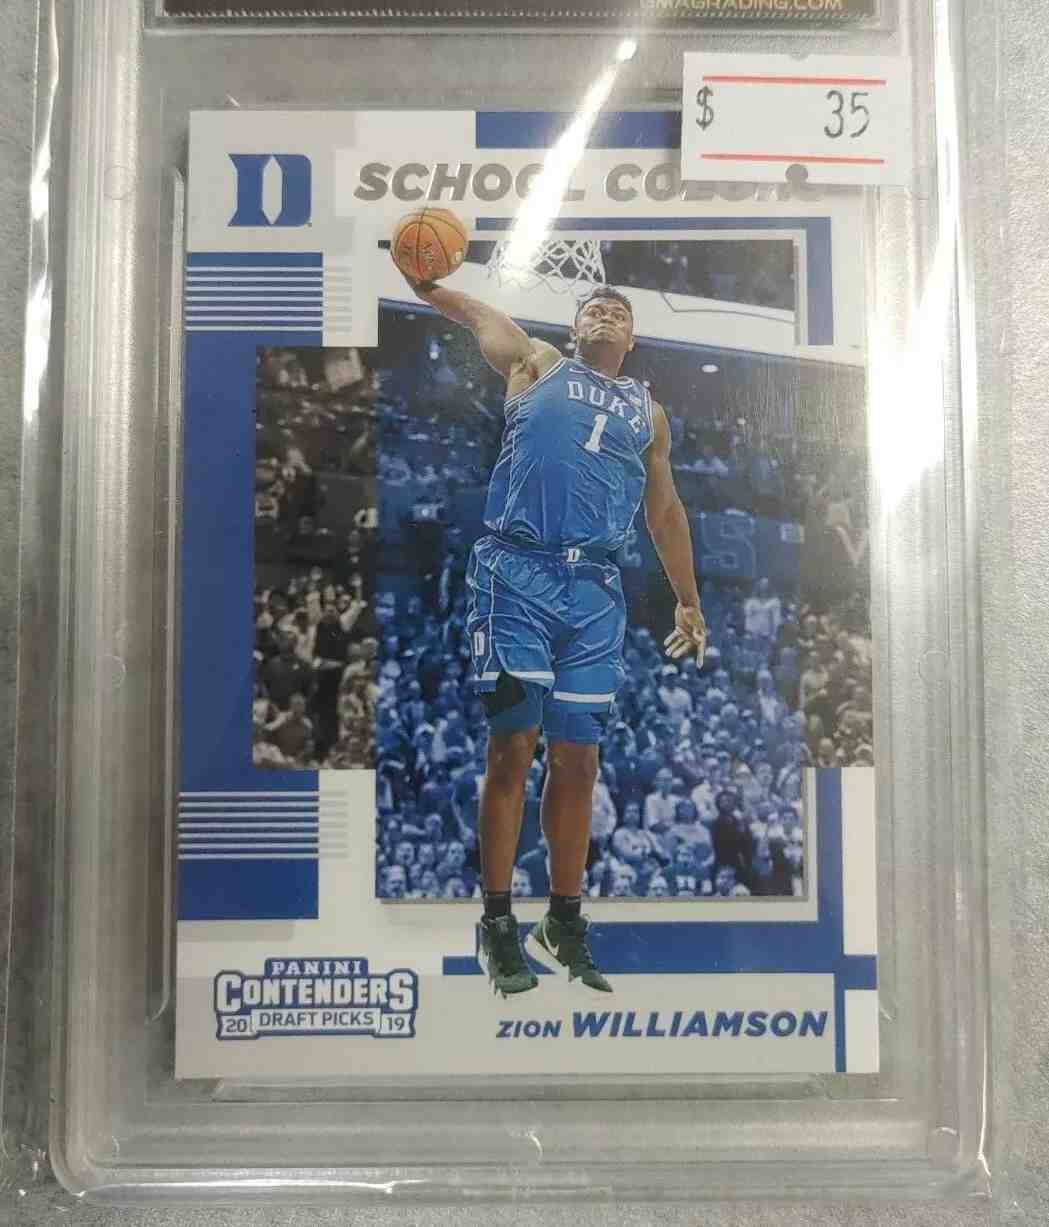 GMAGRADING.COM
$ 35
D
SCHOOL COLORS
DUKE
1
D
D
PANINI
CONTENDERS
20 DRAFT PICKS 19
ZION WILLIAMSON